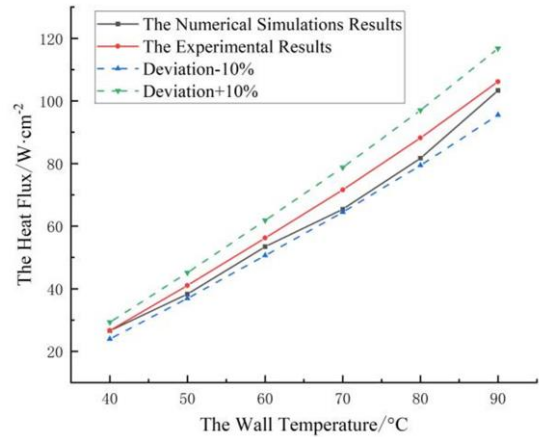 The Numerical Simulations Results
The Experimental Results
Deviation-10%
Deviation+10%
The Heat Flux/W·cm-2
120
100
80
60
40
20
40 50 60 70 80 90
The Wall Temperature/°C